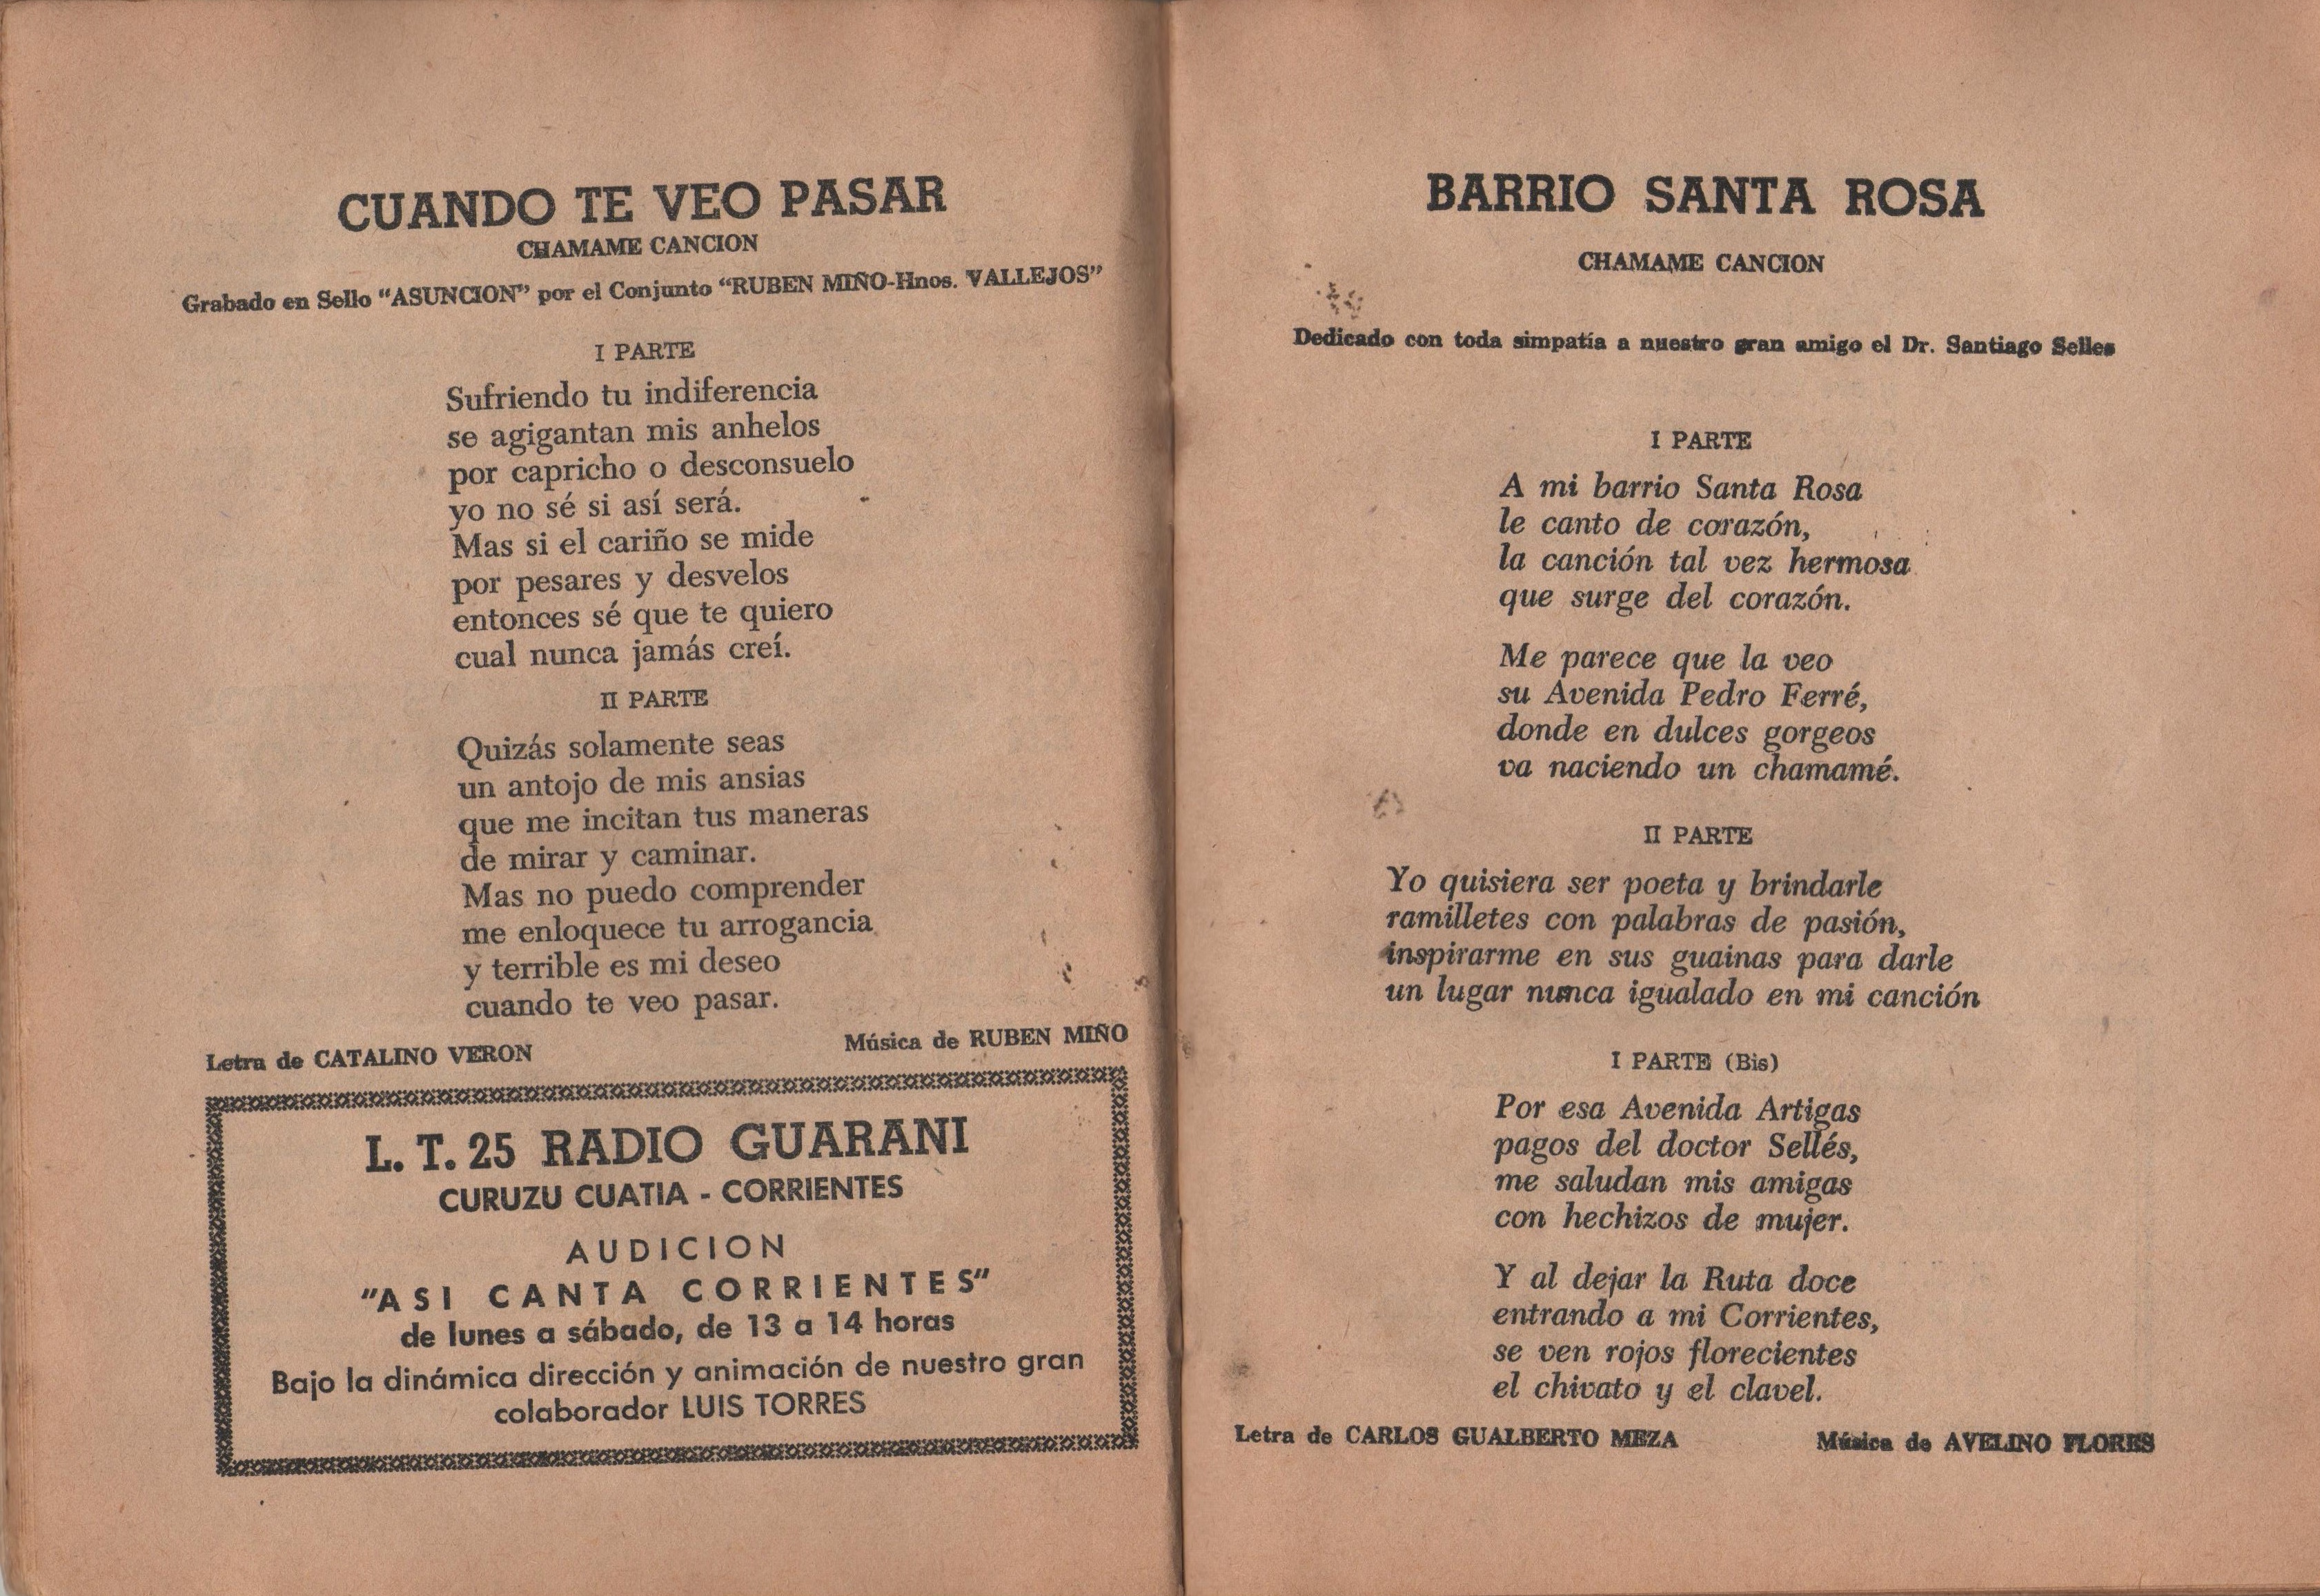 CUANDO TE VEO PASAR
CHAMAME CANCION
Grabado en Sello "ASUNCION" por el Conjunto "RUBEN MIÑO-Hnos. VALLEJOS"
I PARTE
Sufriendo tu indiferencia
se agigantan mis anhelos
por capricho o desconsuelo
yo no sé si así será.
Mas si el cariño se mide
por pesares y desvelos
entonces sé que te quiero
cual nunca jamás creí.
II PARTE
Quizás solamente seas
un antojo de mis ansias
que me incitan tus maneras
de mirar y caminar.
Mas no puedo comprender
me enloquece tu arrogancia
y terrible es mi deseo
cuando te veo pasar.
Letra de CATALINO VERON Música de RUBEN MIÑO
L. T. 25 RADIO GUARANI
CURUZU CUATIA - CORRIENTES
AUDICION
"ASI CANTA CORRIENTES"
de lunes a sábado, de 13 a 14 horas
Bajo la dinámica dirección y animación de nuestro gran
colaborador LUIS TORRES
BARRIO SANTA ROSA
CHAMAME CANCION
Dedicado con toda simpatía a nuestro gran amigo el Dr. Santiago Selles
I PARTE
A mi barrio Santa Rosa
le canto de corazón,
la canción tal vez hermosa
que surge del corazón.
Me parece que la veo
su Avenida Pedro Ferré,
donde en dulces gorgeos
va naciendo un chamamé.
II PARTE
Yo quisiera ser poeta y brindarle
ramilletes con palabras de pasión,
inspirarme en sus guainas para darle
un lugar nunca igualado en mi canción
I PARTE (Bis)
Por esa Avenida Artigas
pagos del doctor Sellés,
me saludan mis amigas
con hechizos de mujer.
Y al dejar la Ruta doce
entrando a mi Corrientes,
se ven rojos florecientes
el chivato y el clavel.
Letra de CARLOS GUALBERTO MEZA Música de AVELINO FLORES